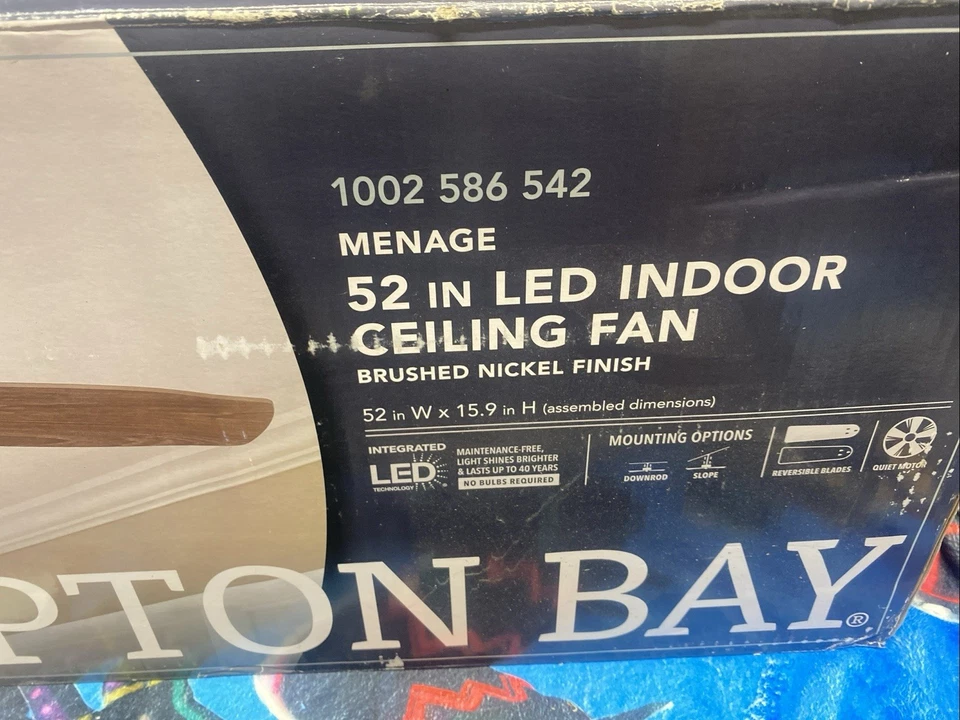 1002 586 542
MENAGE
52 IN LED INDOOR
CEILING FAN
BRUSHED NICKEL FINISH
52 in W x 15.9 in H (assembled dimensions)
INTEGRATED
LED
TECHNOLOGY
MAINTENANCE-FREE,
LIGHT SHINES BRIGHTER
& LASTS UP TO 40 YEARS
NO BULBS REQUIRED
MOUNTING OPTIONS
DOWNROD
SLOPE
REVERSIBLE BLADES
QUIET MOTOR
PTON BAY®